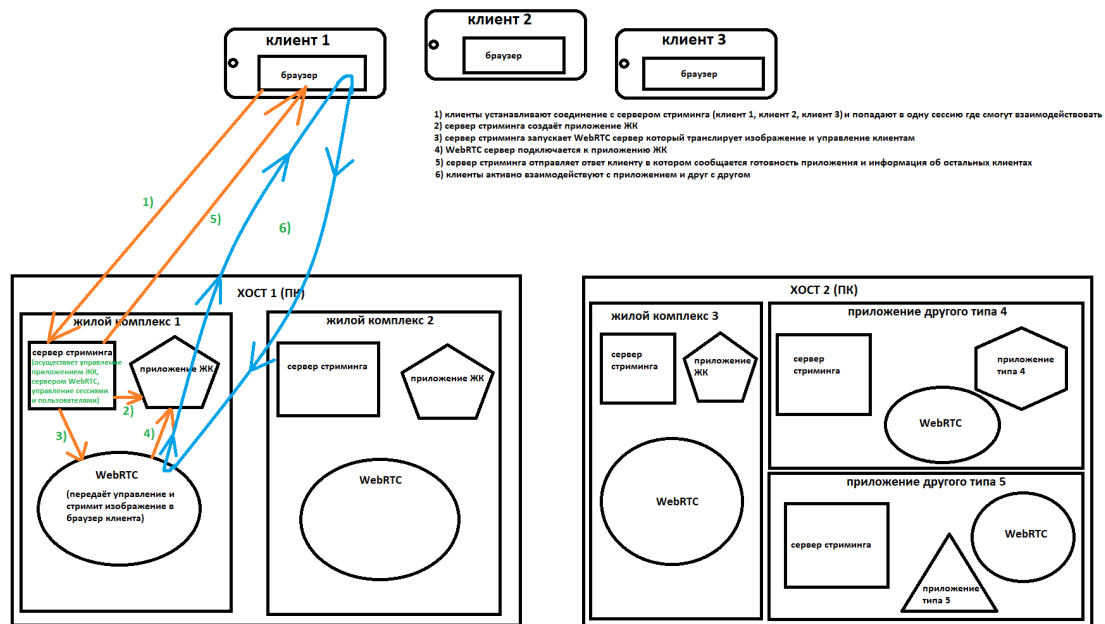 клиент 1
браузер
клиент 2
браузер
клиент 3
браузер
1) клиенты устанавливают соединение с сервером стриминга (клиент 1, клиент 2, клиент 3) и попадают в одну сессию где смогут взаимодействовать
2) сервер стриминга создаёт приложение ЖК
3) сервер стриминга запускает WebRTC сервер который транслирует изображение и управление клиентам
4) WebRTC сервер подключается к приложению ЖК
5) сервер стриминга отправляет ответ клиенту в котором сообщается готовность приложения и информация об остальных клиентах
6) клиенты активно взаимодействуют с приложением и друг с другом
1)
5)
6)
ХОСТ 1 (ПК)
жилой комплекс 1
сервер стриминга
(осуществляет управление
приложением ЖК,
сервером WebRTC,
управление сессиями
и пользователями)
приложение ЖК
2)
3)
4)
WebRTC
(передаёт управление и
стримит изображение в
браузер клиента)
жилой комплекс 2
сервер стриминга
приложение ЖК
WebRTC
ХОСТ 2 (ПК)
жилой комплекс 3
сервер
стриминга
приложение
ЖК
WebRTC
приложение другого типа 4
сервер стриминга
приложение
типа 4
WebRTC
приложение другого типа 5
сервер стриминга
приложение
типа 5
WebRTC